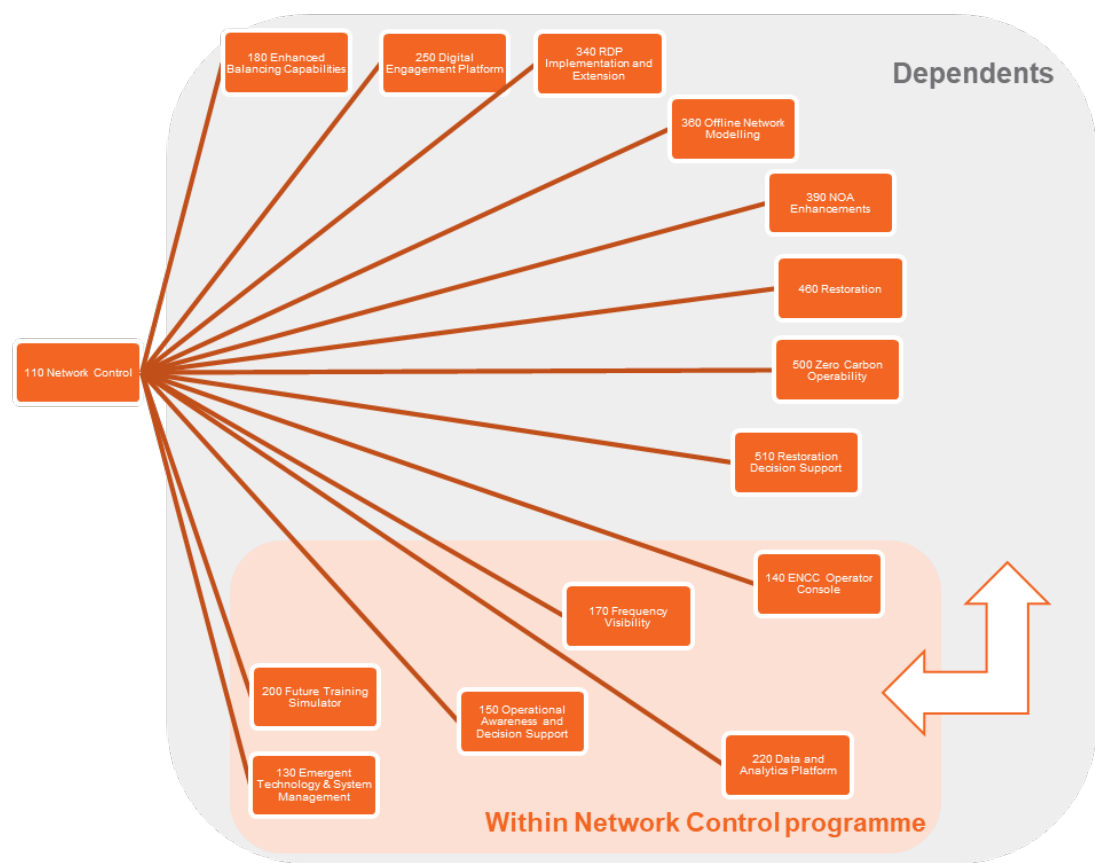 180 Enhanced
Balancing Capabilities
250 Digital
Engagement Platform
340 RDP
Implementation and
Extension
Dependents
360 Offline Network
Modelling
390 NOA
Enhancements
460 Restoration
110 Network Control
500 Zero Carbon
Operability
510 Restoration
Decision Support
140 ENCC Operator
Console
170 Frequency
Visibility
200 Future Training
Simulator
150 Operational
Awareness and
Decision Support
220 Data and
Analytics Platform
130 Emergent
Technology & System
Management
Within Network Control programme